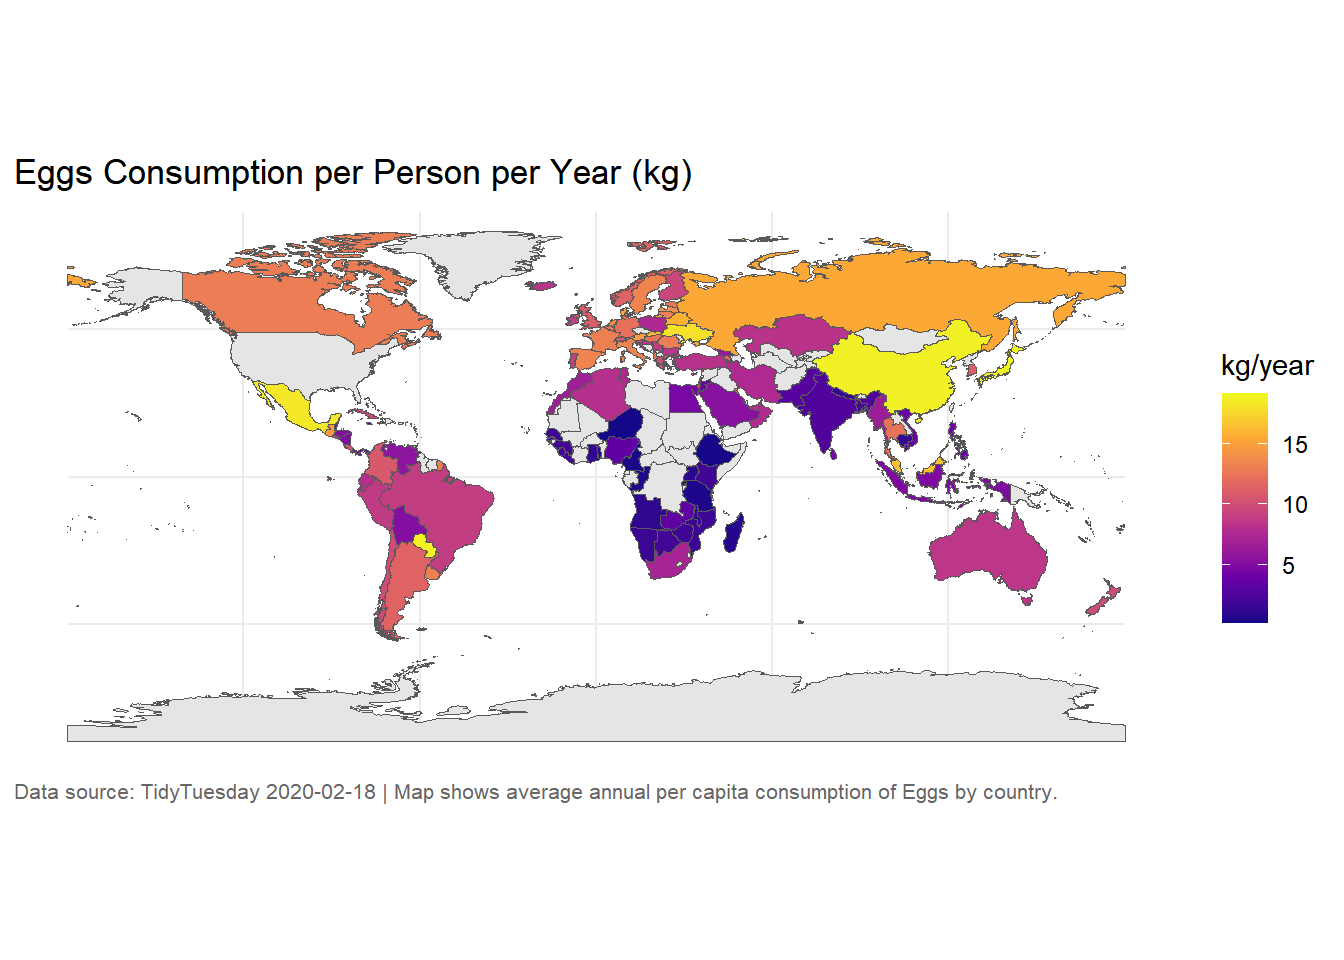 Eggs Consumption per Person per Year (kg)
kg/year
15
10
5
Data source: TidyTuesday 2020-02-18 | Map shows average annual per capita consumption of Eggs by country.